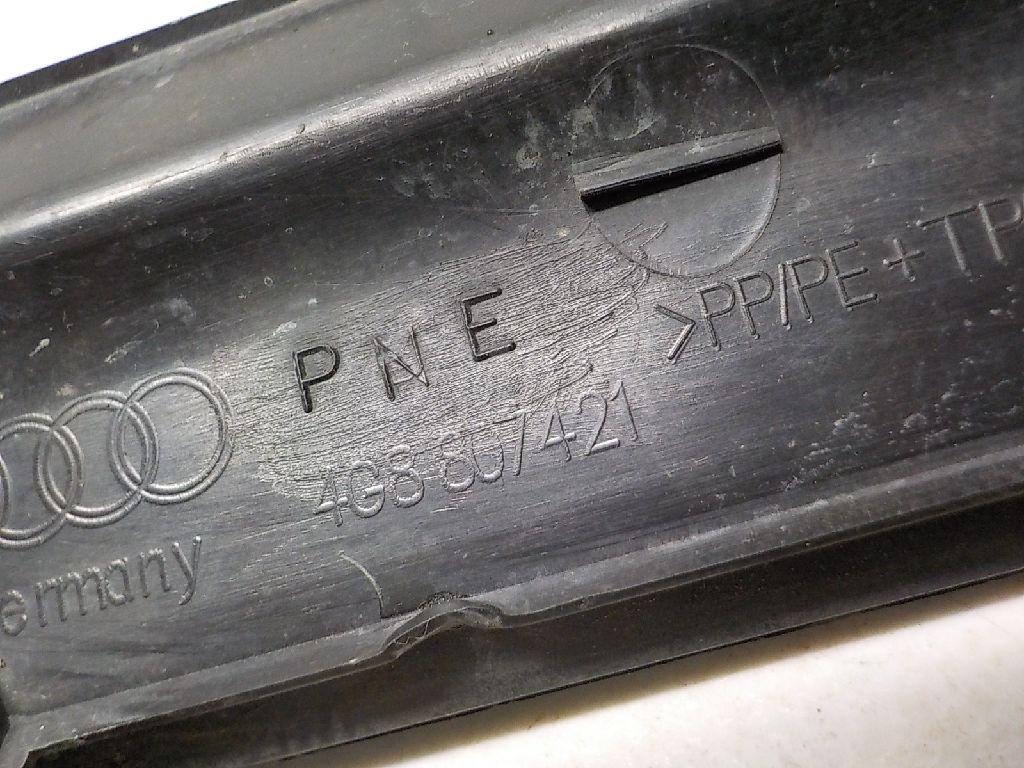 PNE
>PP/PE+TP
4G8 807421
ermany